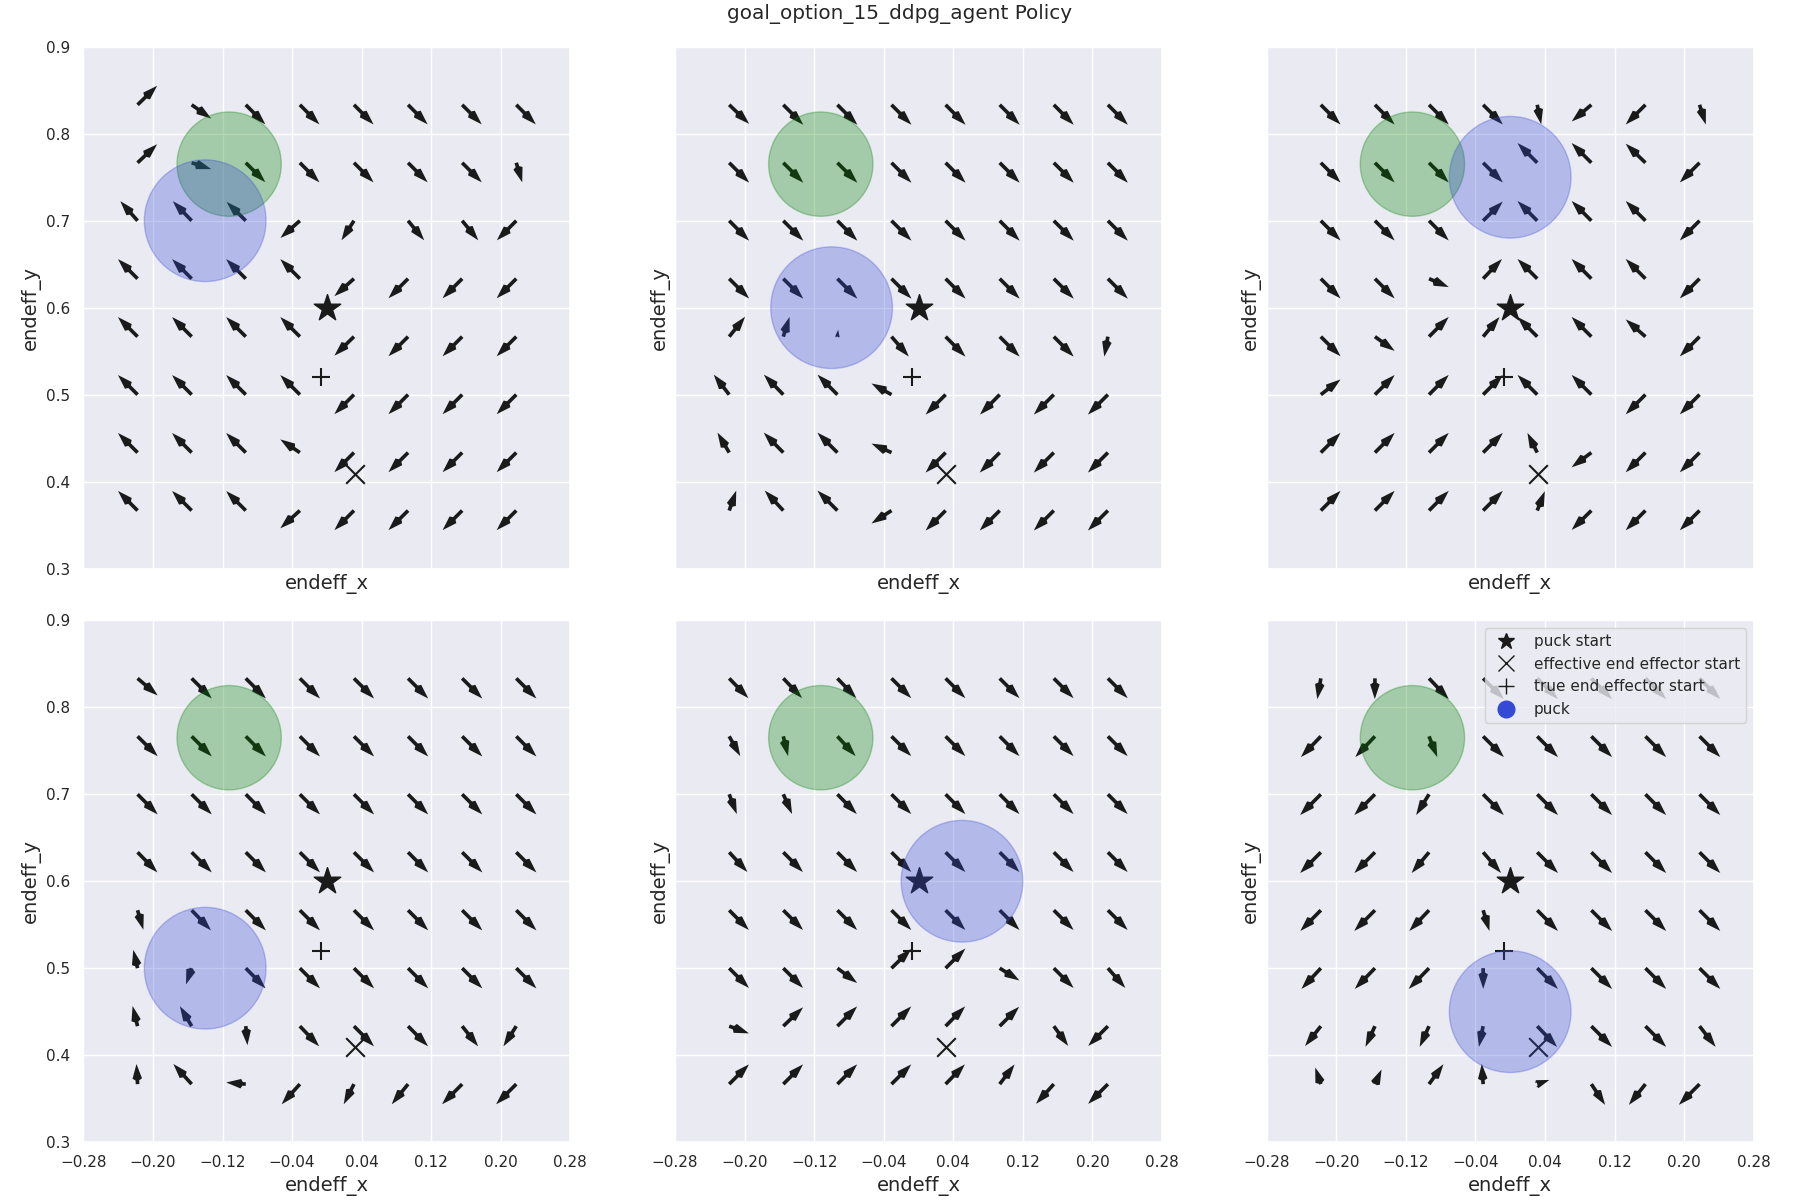 goal_option_15_ddpg_agent Policy
0.9
0.8
0.7
0.6
0.5
0.4
0.3
endeff_y
endeff_x
endeff_y
endeff_x
endeff_y
endeff_x
0.9
0.8
0.7
0.6
0.5
0.4
0.3
endeff_y
−0.28 −0.20 −0.12 −0.04 0.04 0.12 0.20 0.28
endeff_x
endeff_y
−0.28 −0.20 −0.12 −0.04 0.04 0.12 0.20 0.28
endeff_x
puck start
effective end effector start
true end effector start
puck
endeff_y
−0.28 −0.20 −0.12 −0.04 0.04 0.12 0.20 0.28
endeff_x